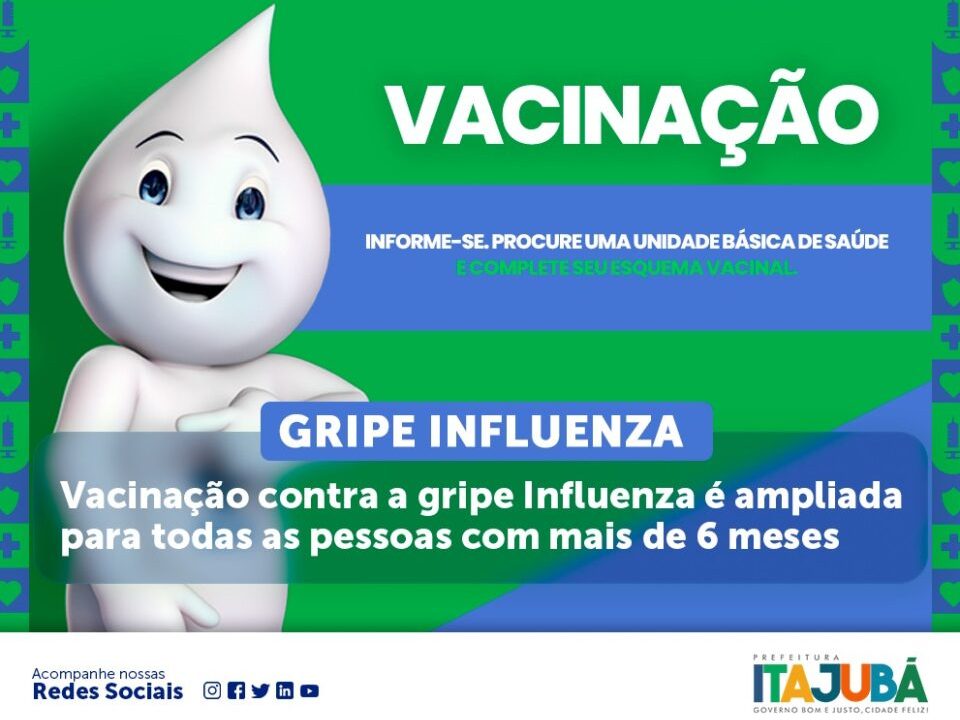 VACINAÇÃO
INFORME-SE. PROCURE UMA UNIDADE BÁSICA DE SAÚDE
E COMPLETE SEU ESQUEMA VACINAL.
GRIPE INFLUENZA
Vacinação contra a gripe Influenza é ampliada
para todas as pessoas com mais de 6 meses
Acompanhe nossas
Redes Sociais
PREFEITURA
ITAJUBÁ
GOVERNO BOM E JUSTO, CIDADE FELIZ!